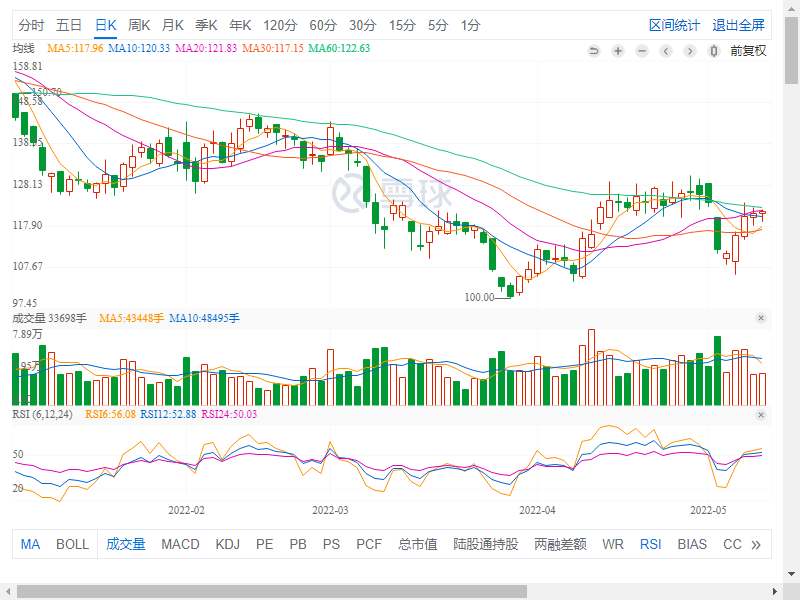 分时 五日 日K 周K 月K 季K 年K 120分 60分 30分 15分 5分 1分 区间统计 退出全屏
均线 MA5:117.96 MA10:120.33 MA20:121.83 MA30:117.15 MA60:122.63 前复权
158.81
150.70
148.58
138.35
雪球
128.13
117.90
107.67
100.00
97.45
成交量 33698手 MA5:43448手 MA10:48495手
7.89万
RSI (6,12,24) RSI6:56.08 RSI12:52.88 RSI24:50.03
50
20
2022-02 2022-03 2022-04 2022-05
MA BOLL 成交量 MACD KDJ PE PB PS PCF 总市值 陆股通持股 两融差额 WR RSI BIAS CC »